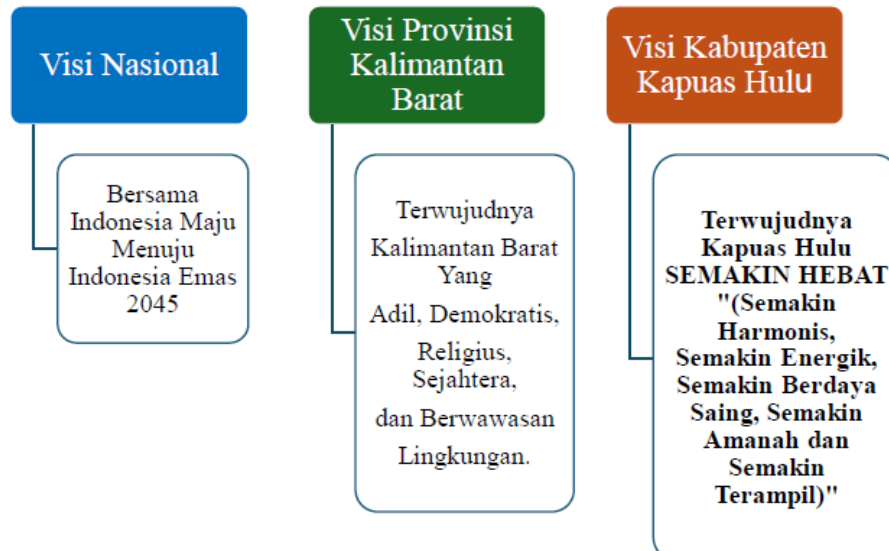 Visi Nasional
Bersama
Indonesia Maju
Menuju
Indonesia Emas
2045
Visi Provinsi
Kalimantan
Barat
Terwujudnya
Kalimantan Barat
Yang
Adil, Demokratis,
Religius,
Sejahtera,
dan Berwawasan
Lingkungan.
Visi Kabupaten
Kapuas Hulu
Terwujudnya
Kapuas Hulu
SEMAKIN HEBAT
"(Semakin
Harmonis,
Semakin Energik,
Semakin Berdaya
Saing, Semakin
Amanah dan
Semakin
Terampil)"